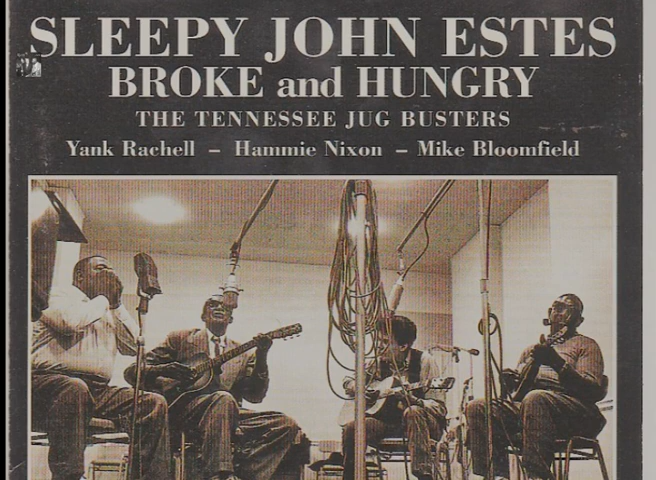 SLEEPY JOHN ESTES
BROKE and HUNGRY
THE TENNESSEE JUG BUSTERS
Yank Rachell – Hammie Nixon – Mike Bloomfield